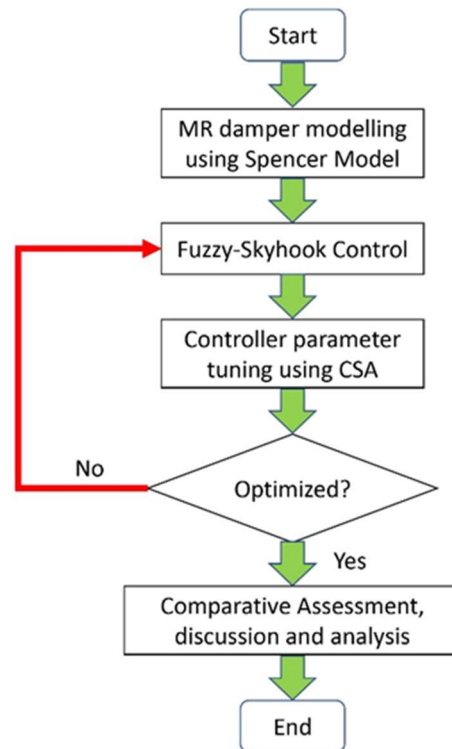 Start
MR damper modelling
using Spencer Model
Fuzzy-Skyhook Control
Controller parameter
tuning using CSA
No
Optimized?
Yes
Comparative Assessment,
discussion and analysis
End